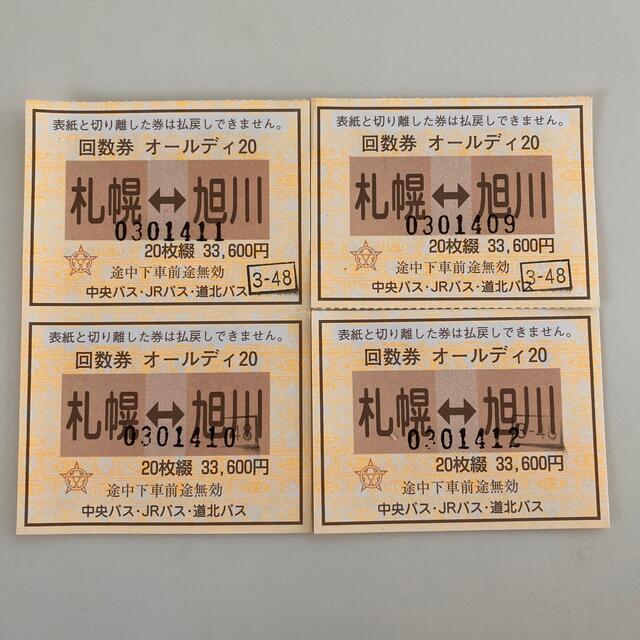 表紙と切り離した券は払戻しできません。
回数券 オールディ20
札幌↔旭川
0301411
20枚綴 33,600円
途中下車前途無効
3-48
中央バス・JRバス・道北バス
表紙と切り離した券は払戻しできません。
回数券 オールディ20
札幌↔旭川
0301409
20枚綴 33,600円
途中下車前途無効
3-48
中央バス・JRバス・道北バス
表紙と切り離した券は払戻しできません。
回数券 オールディ20
札幌↔旭川
48
0301410
20枚綴 33,600円
途中下車前途無効
中央バス・JRバス・道北バス
表紙と切り離した券は払戻しできません。
回数券 オールディ20
札幌↔旭川
3-48
0301412
20枚綴 33,600円
途中下車前途無効
中央バス・JRバス・道北バス